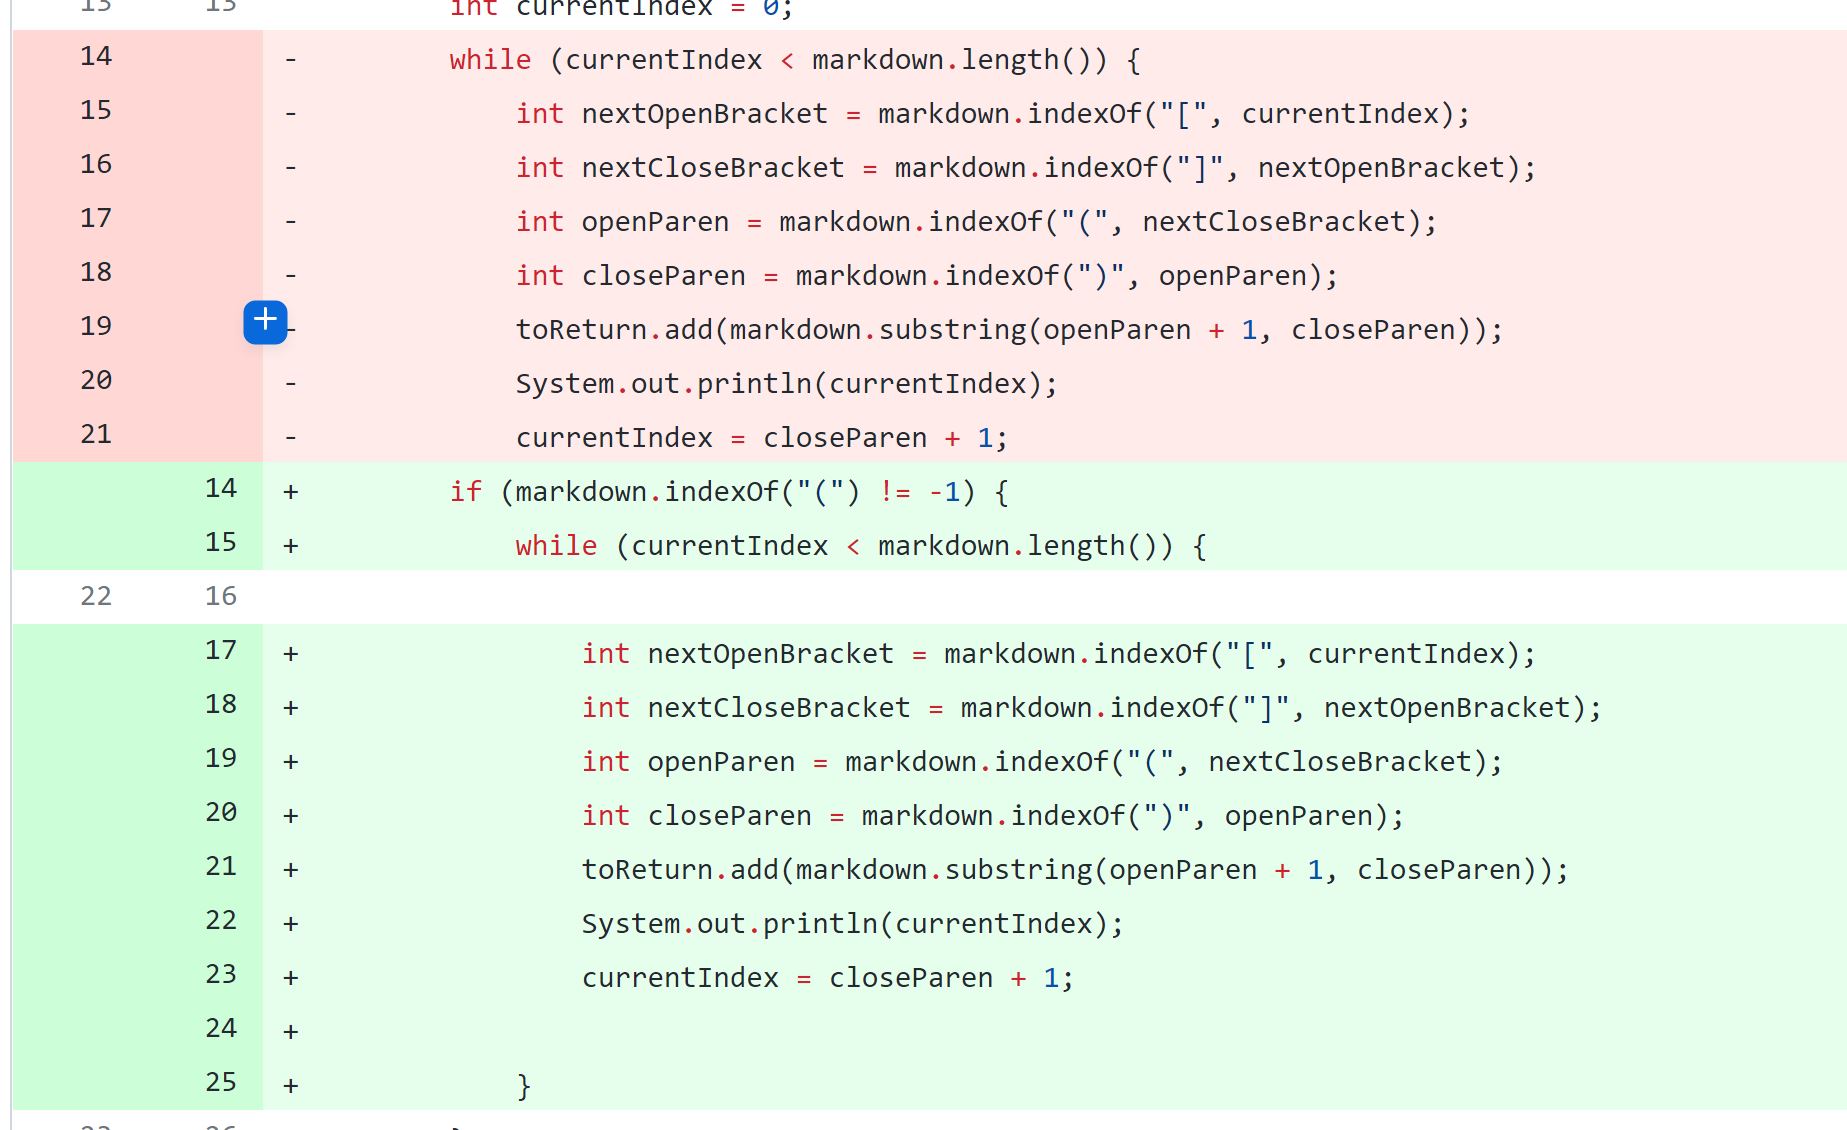 13 13 int currentIndex = 0;
14 - while (currentIndex < markdown.length()) {
15 - int nextOpenBracket = markdown.indexOf("[", currentIndex);
16 - int nextCloseBracket = markdown.indexOf("]", nextOpenBracket);
17 - int openParen = markdown.indexOf("(", nextCloseBracket);
18 - int closeParen = markdown.indexOf(")", openParen);
19 + - toReturn.add(markdown.substring(openParen + 1, closeParen));
20 - System.out.println(currentIndex);
21 - currentIndex = closeParen + 1;
14 + if (markdown.indexOf("(") != -1) {
15 + while (currentIndex < markdown.length()) {
22 16
17 + int nextOpenBracket = markdown.indexOf("[", currentIndex);
18 + int nextCloseBracket = markdown.indexOf("]", nextOpenBracket);
19 + int openParen = markdown.indexOf("(", nextCloseBracket);
20 + int closeParen = markdown.indexOf(")", openParen);
21 + toReturn.add(markdown.substring(openParen + 1, closeParen));
22 + System.out.println(currentIndex);
23 + currentIndex = closeParen + 1;
24 +
25 + }